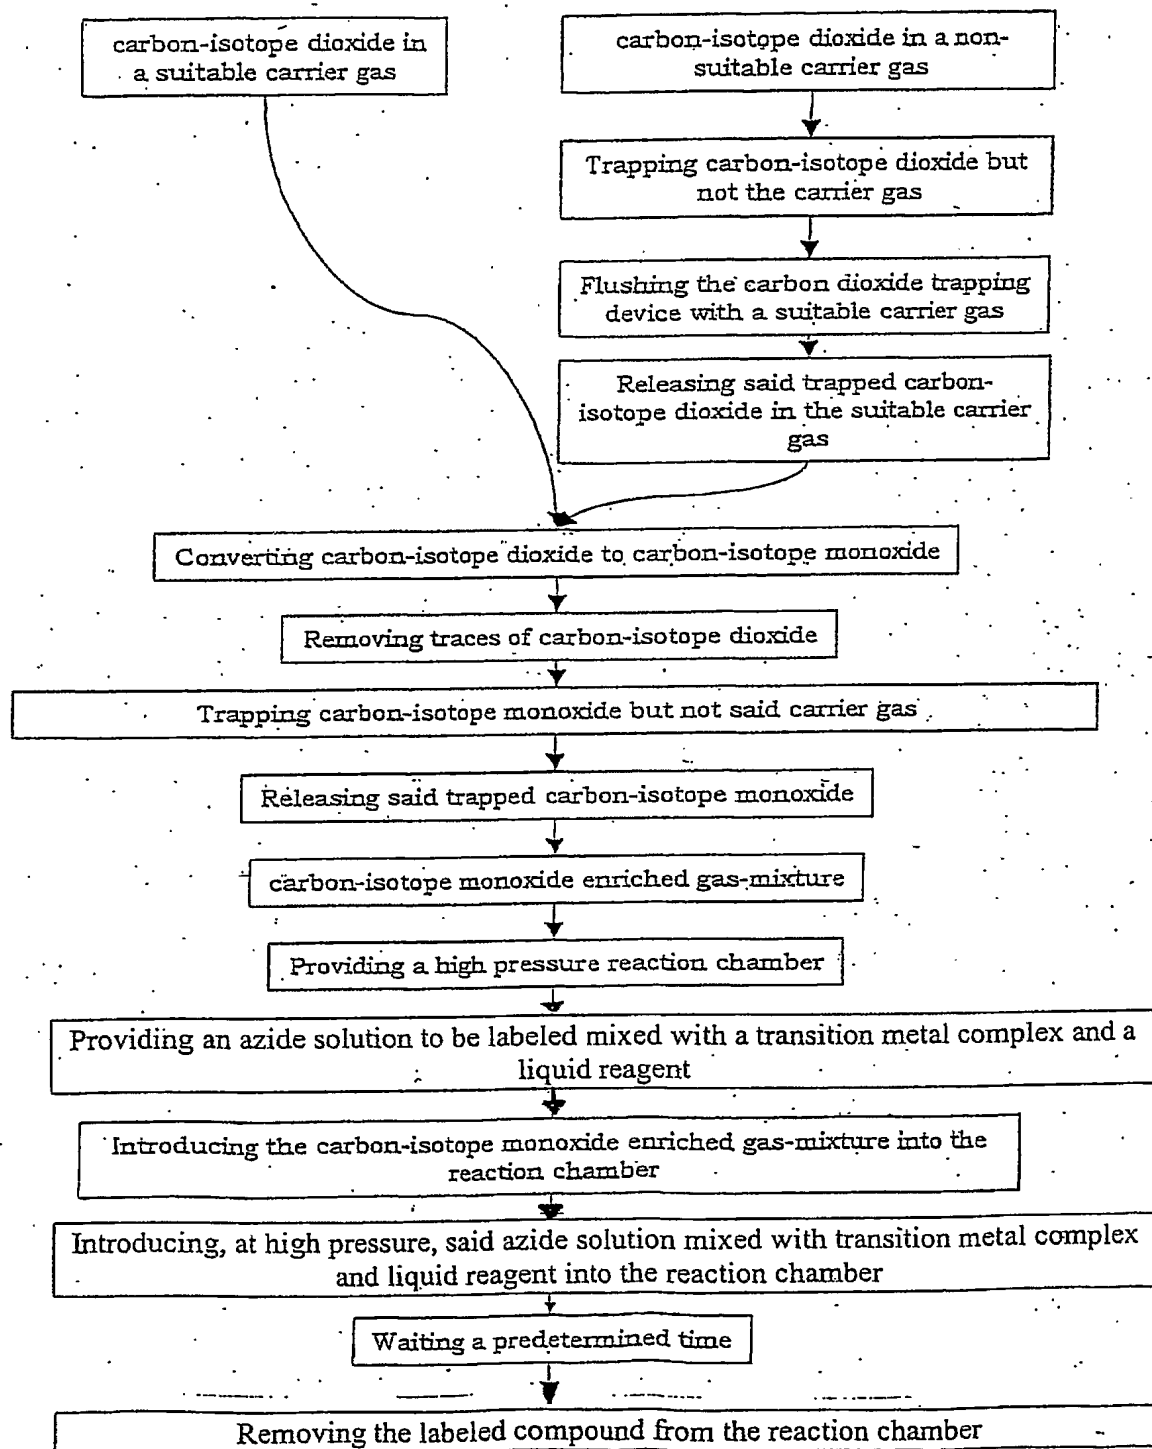 carbon-isotope dioxide in
a suitable carrier gas
carbon-isotope dioxide in a non-
suitable carrier gas
Trapping carbon-isotope dioxide but
not the carrier gas
Flushing the carbon dioxide trapping
device with a suitable carrier gas
Releasing said trapped carbon-
isotope dioxide in the suitable carrier
gas
Converting carbon-isotope dioxide to carbon-isotope monoxide
Removing traces of carbon-isotope dioxide
Trapping carbon-isotope monoxide but not said carrier gas
Releasing said trapped carbon-isotope monoxide
carbon-isotope monoxide enriched gas-mixture
Providing a high pressure reaction chamber
Providing an azide solution to be labeled mixed with a transition metal complex and a
liquid reagent
Introducing the carbon-isotope monoxide enriched gas-mixture into the
reaction chamber
Introducing, at high pressure, said azide solution mixed with transition metal complex
and liquid reagent into the reaction chamber
Waiting a predetermined time
Removing the labeled compound from the reaction chamber